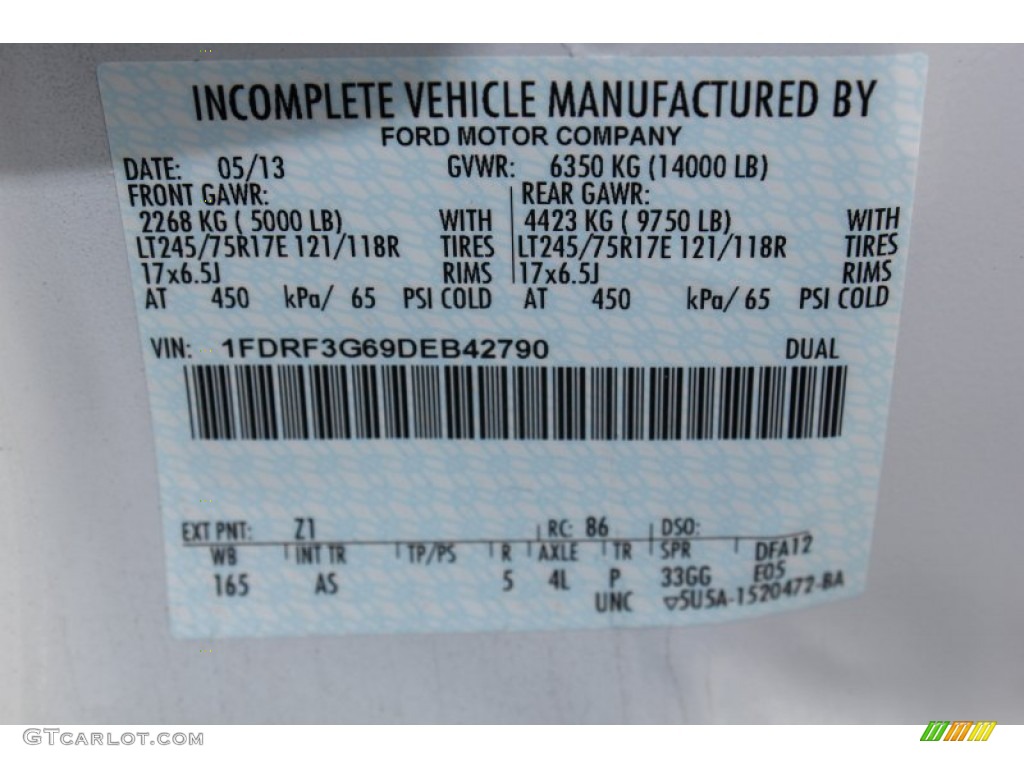 INCOMPLETE VEHICLE MANUFACTURED BY
FORD MOTOR COMPANY
DATE: 05/13 GVWR: 6350 KG (14000 LB)
FRONT GAWR: REAR GAWR:
2268 KG ( 5000 LB) WITH 4423 KG ( 9750 LB) WITH
LT245/75R17E 121/118R TIRES LT245/75R17E 121/118R TIRES
17x6.5J RIMS 17x6.5J RIMS
AT 450 kPa/ 65 PSI COLD AT 450 kPa/ 65 PSI COLD
VIN: 1FDRF3G69DEB42790 DUAL
EXT PNT: Z1 RC: 86 DSO:
WB INT TR TP/PS R AXLE TR SPR DFA12
165 AS 5 4L P 33GG E05
UNC ▽5U5A-1520472-BA
GTCARLOT.COM